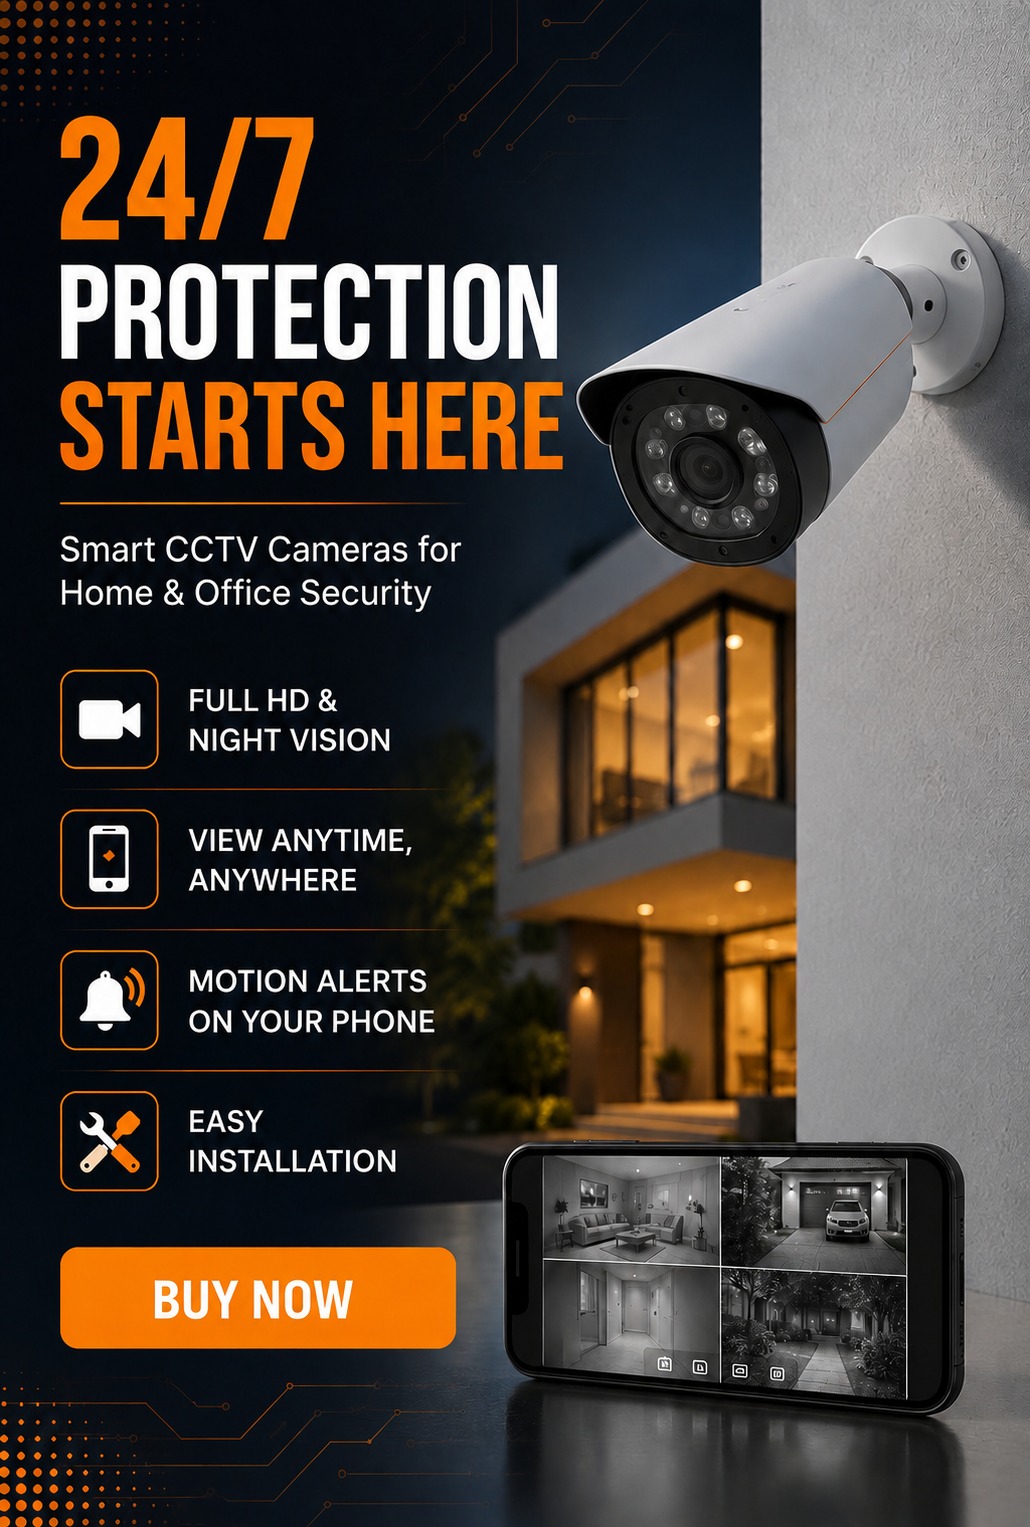 24/7
PROTECTION
STARTS HERE
Smart CCTV Cameras for
Home & Office Security
FULL HD &
NIGHT VISION
VIEW ANYTIME,
ANYWHERE
MOTION ALERTS
ON YOUR PHONE
EASY
INSTALLATION
BUY NOW